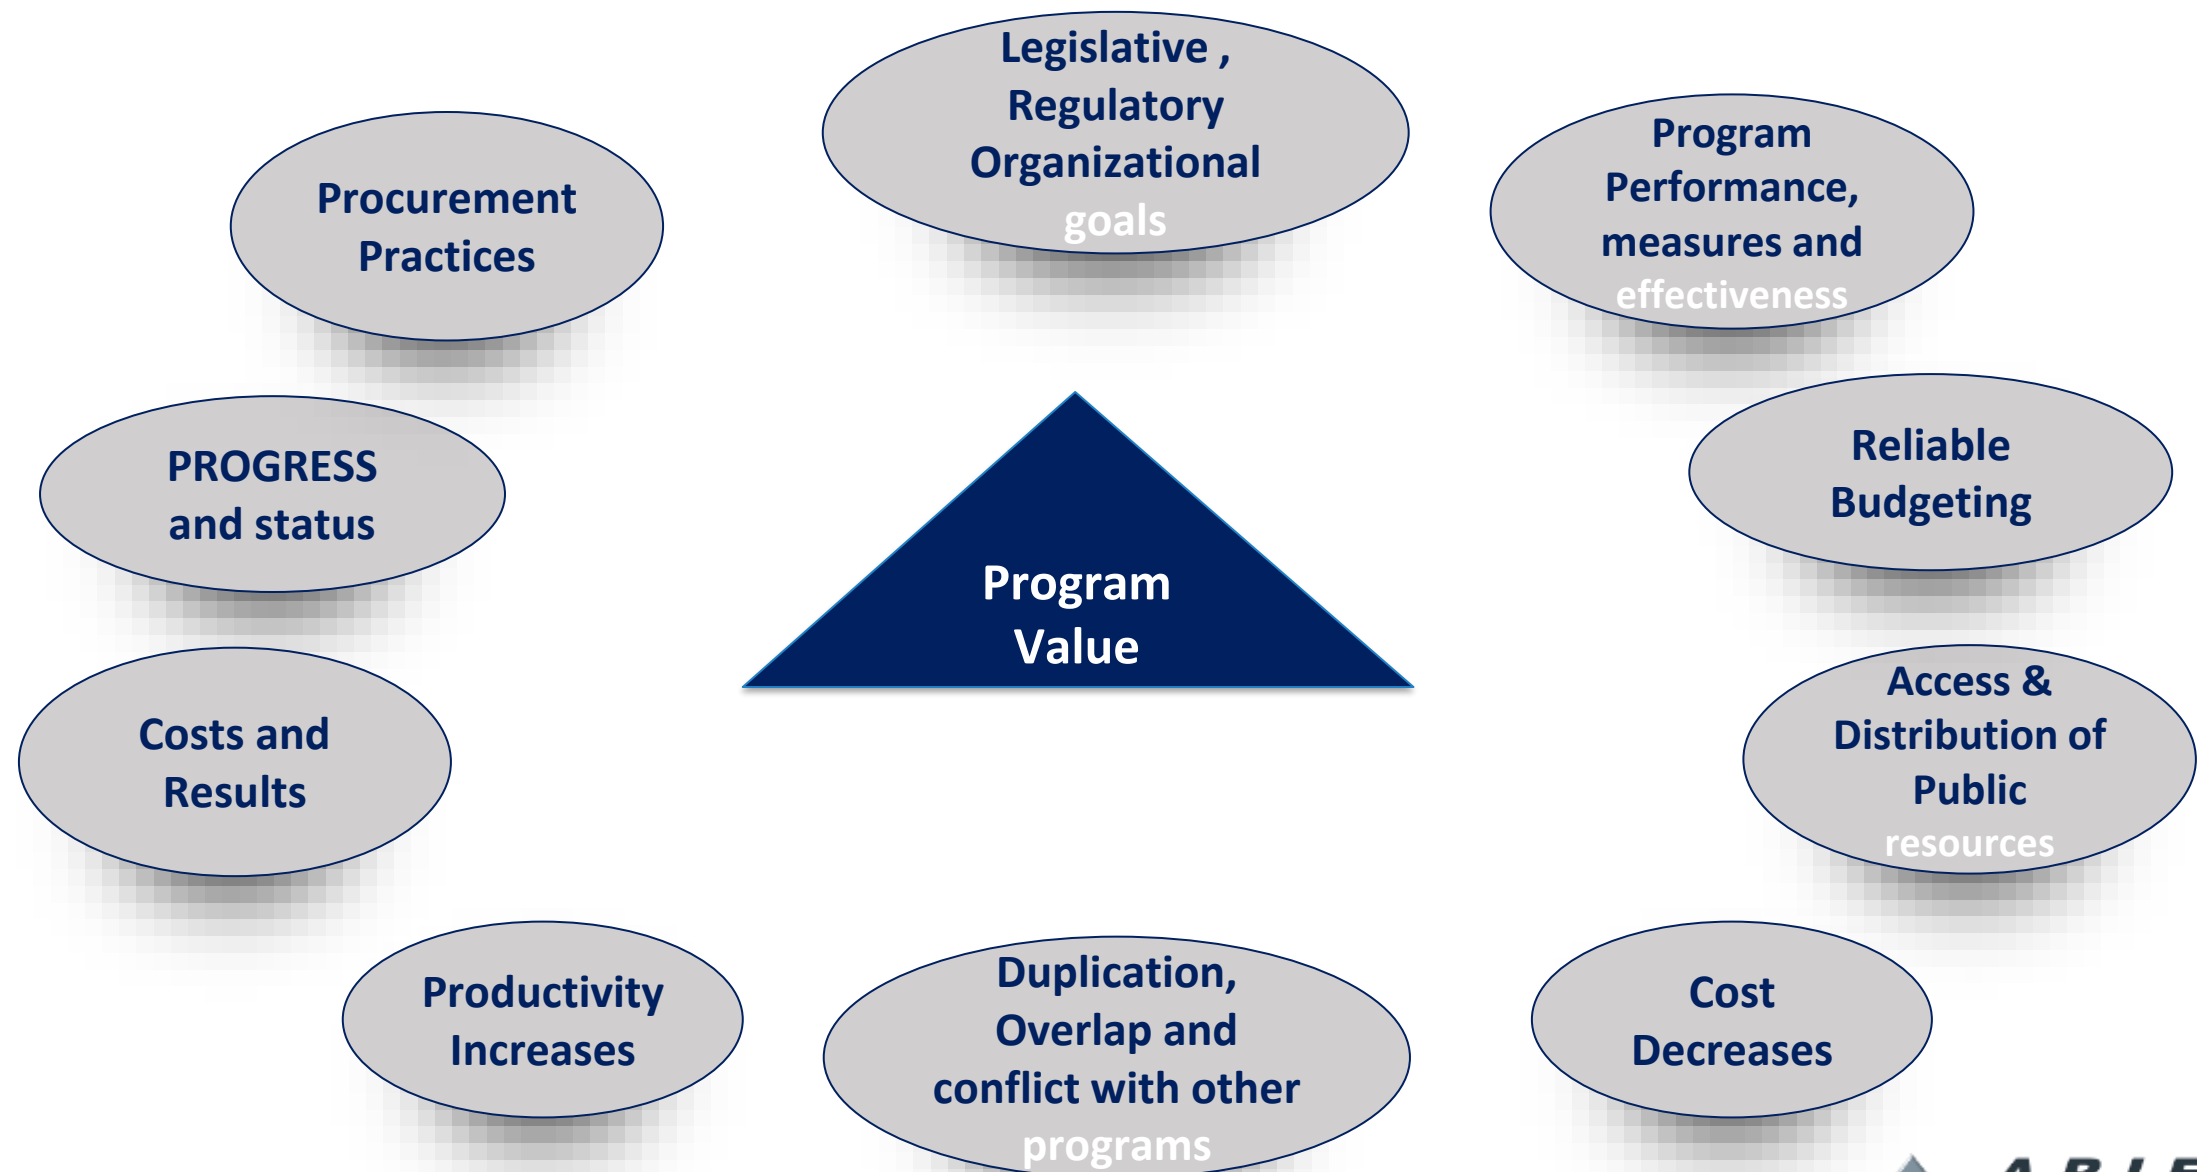 Legislative ,
Regulatory
Organizational
goals
Program
Performance,
measures and
effectiveness
Procurement
Practices
Reliable
Budgeting
PROGRESS
and status
Program
Value
Access &
Distribution of
Public
resources
Costs and
Results
Productivity
Increases
Duplication,
Overlap and
conflict with other
programs
Cost
Decreases